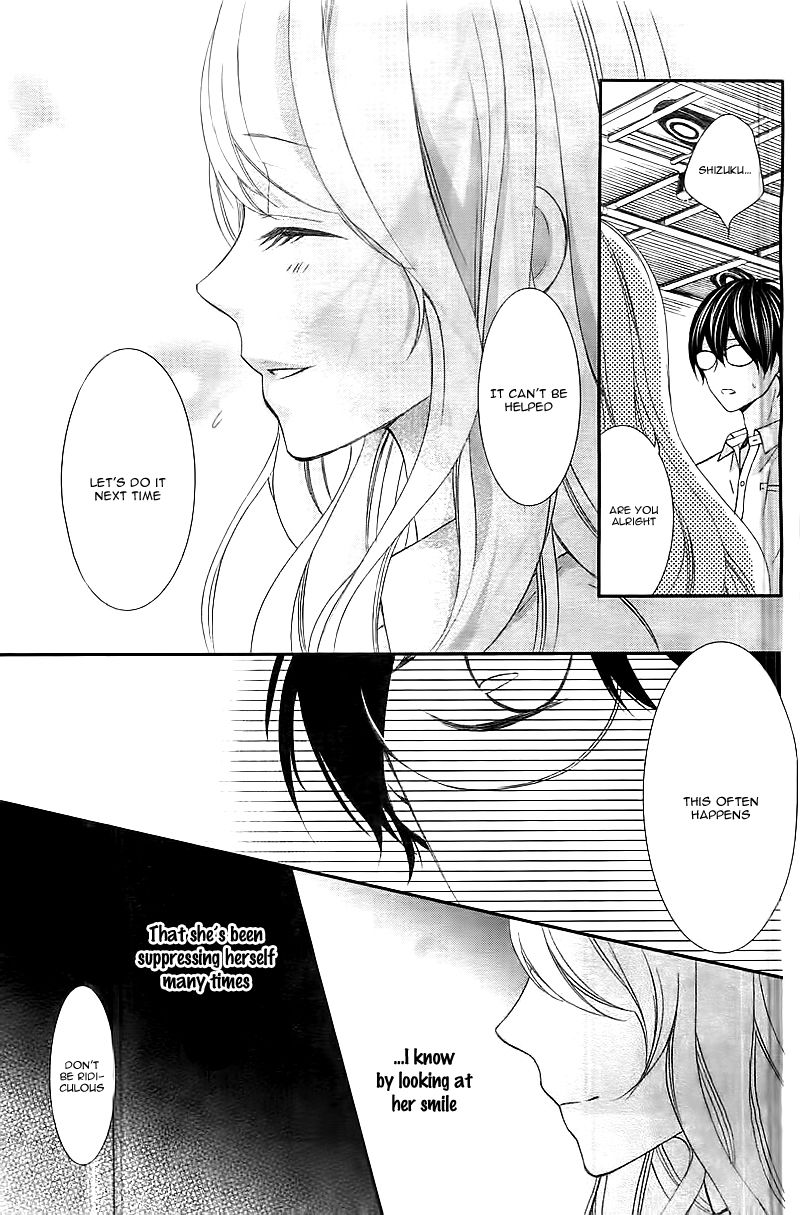 SHIZUKU...
ARE YOU
ALRIGHT
IT CAN'T BE
HELPED
LET'S DO IT
NEXT TIME
THIS OFTEN
HAPPENS
...I know
by looking at
her smile
That she's been
suppressing herself
many times
DON'T
BE RIDI-
CULOUS